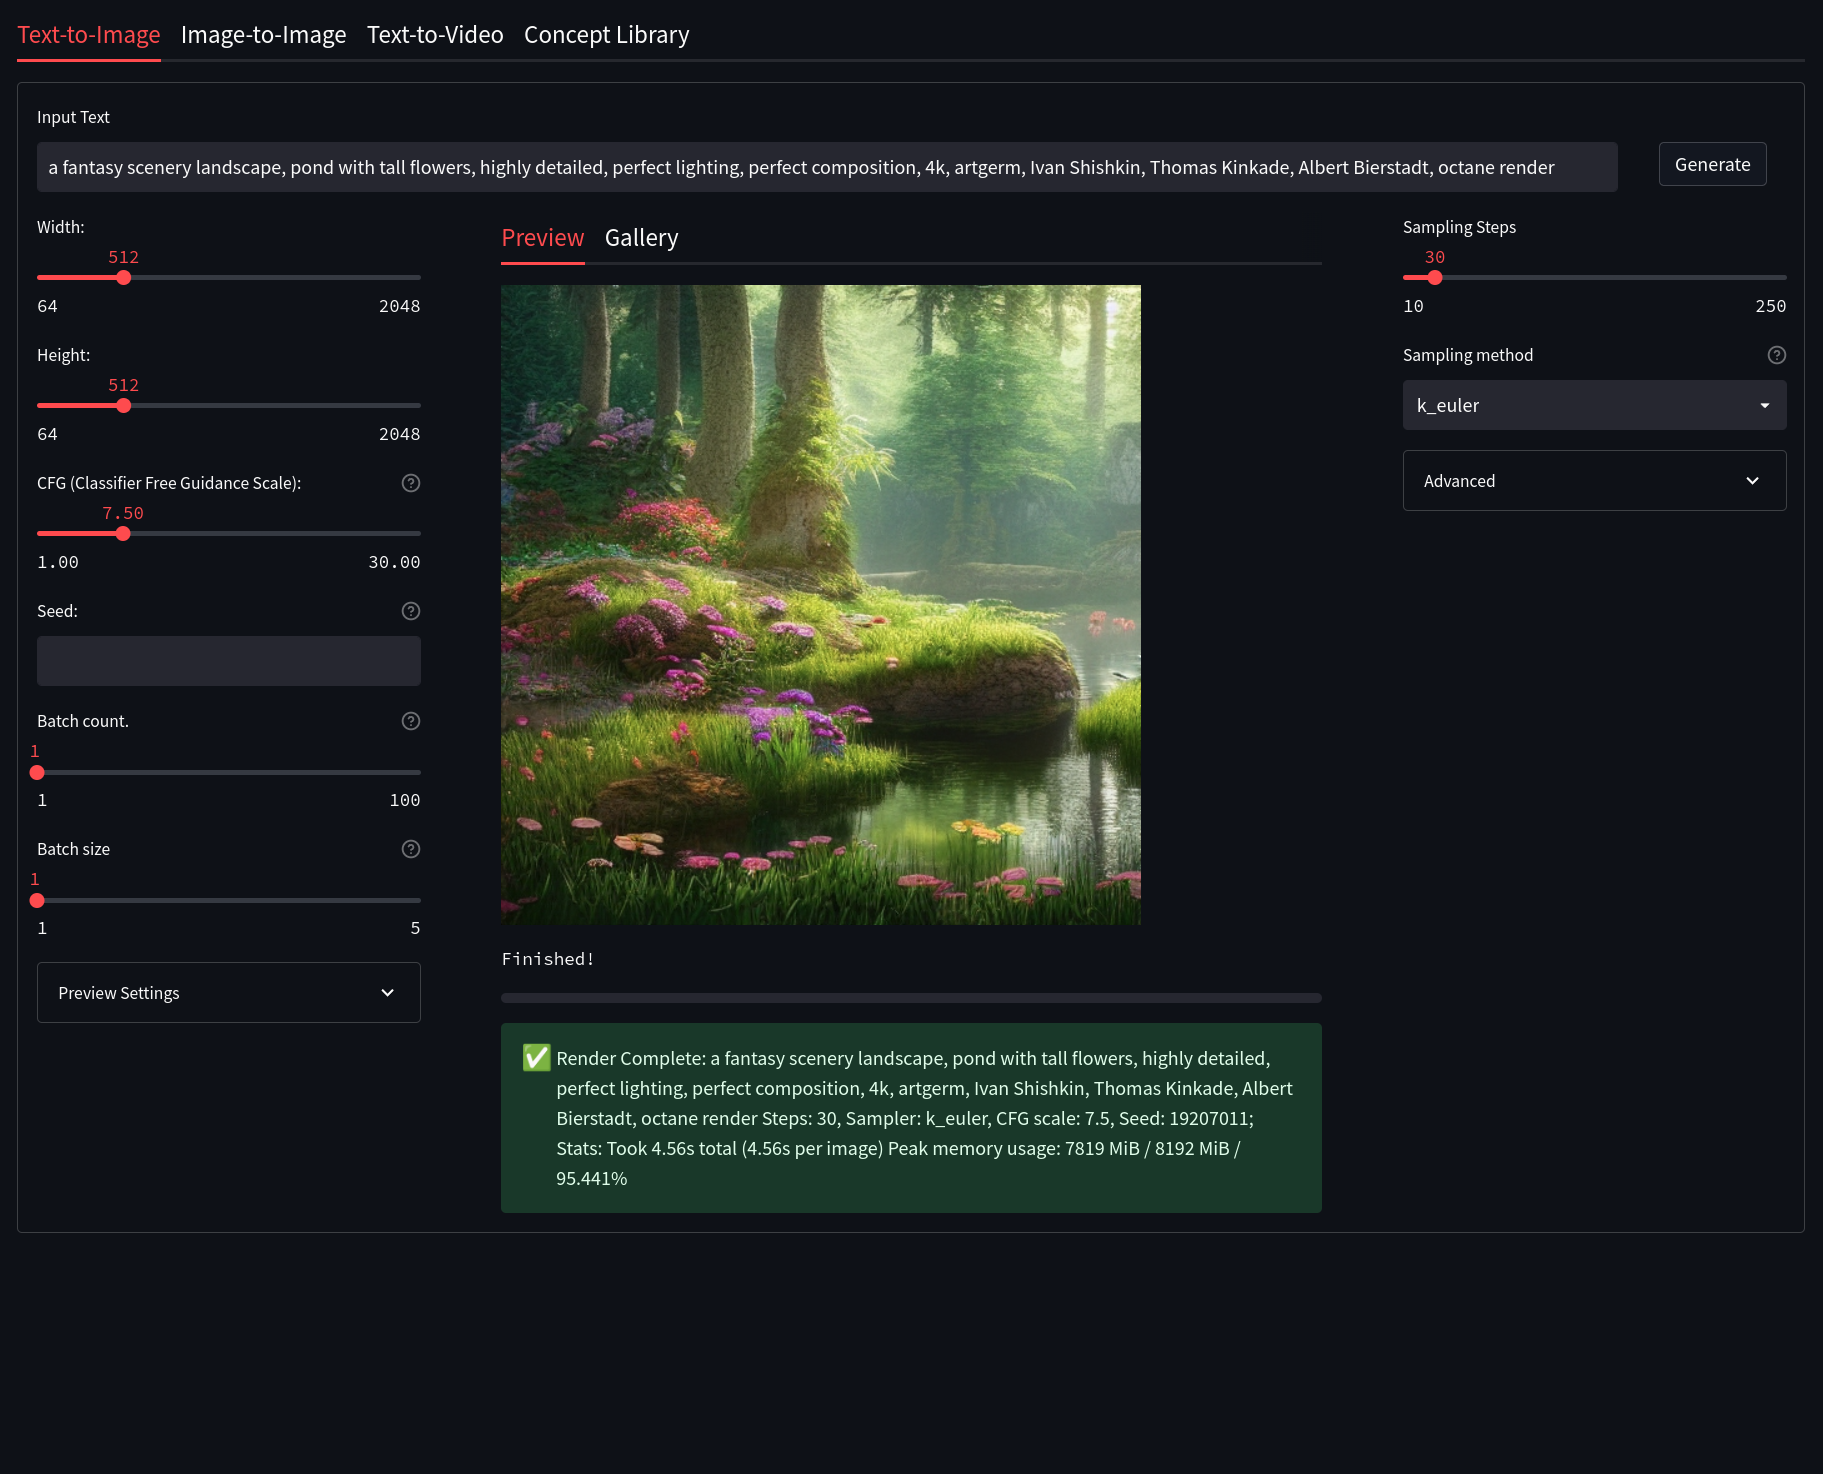 Text-to-Image Image-to-Image Text-to-Video Concept Library
Input Text
a fantasy scenery landscape, pond with tall flowers, highly detailed, perfect lighting, perfect composition, 4k, artgerm, Ivan Shishkin, Thomas Kinkade, Albert Bierstadt, octane render
Generate
Width:
512
64 2048
Height:
512
64 2048
CFG (Classifier Free Guidance Scale):
7.50
1.00 30.00
Seed:
Batch count.
1
1 100
Batch size
1
1 5
Preview Settings
Preview Gallery
Finished!
✅ Render Complete: a fantasy scenery landscape, pond with tall flowers, highly detailed,
perfect lighting, perfect composition, 4k, artgerm, Ivan Shishkin, Thomas Kinkade, Albert
Bierstadt, octane render Steps: 30, Sampler: k_euler, CFG scale: 7.5, Seed: 19207011;
Stats: Took 4.56s total (4.56s per image) Peak memory usage: 7819 MiB / 8192 MiB /
95.441%
Sampling Steps
30
10 250
Sampling method
k_euler
Advanced